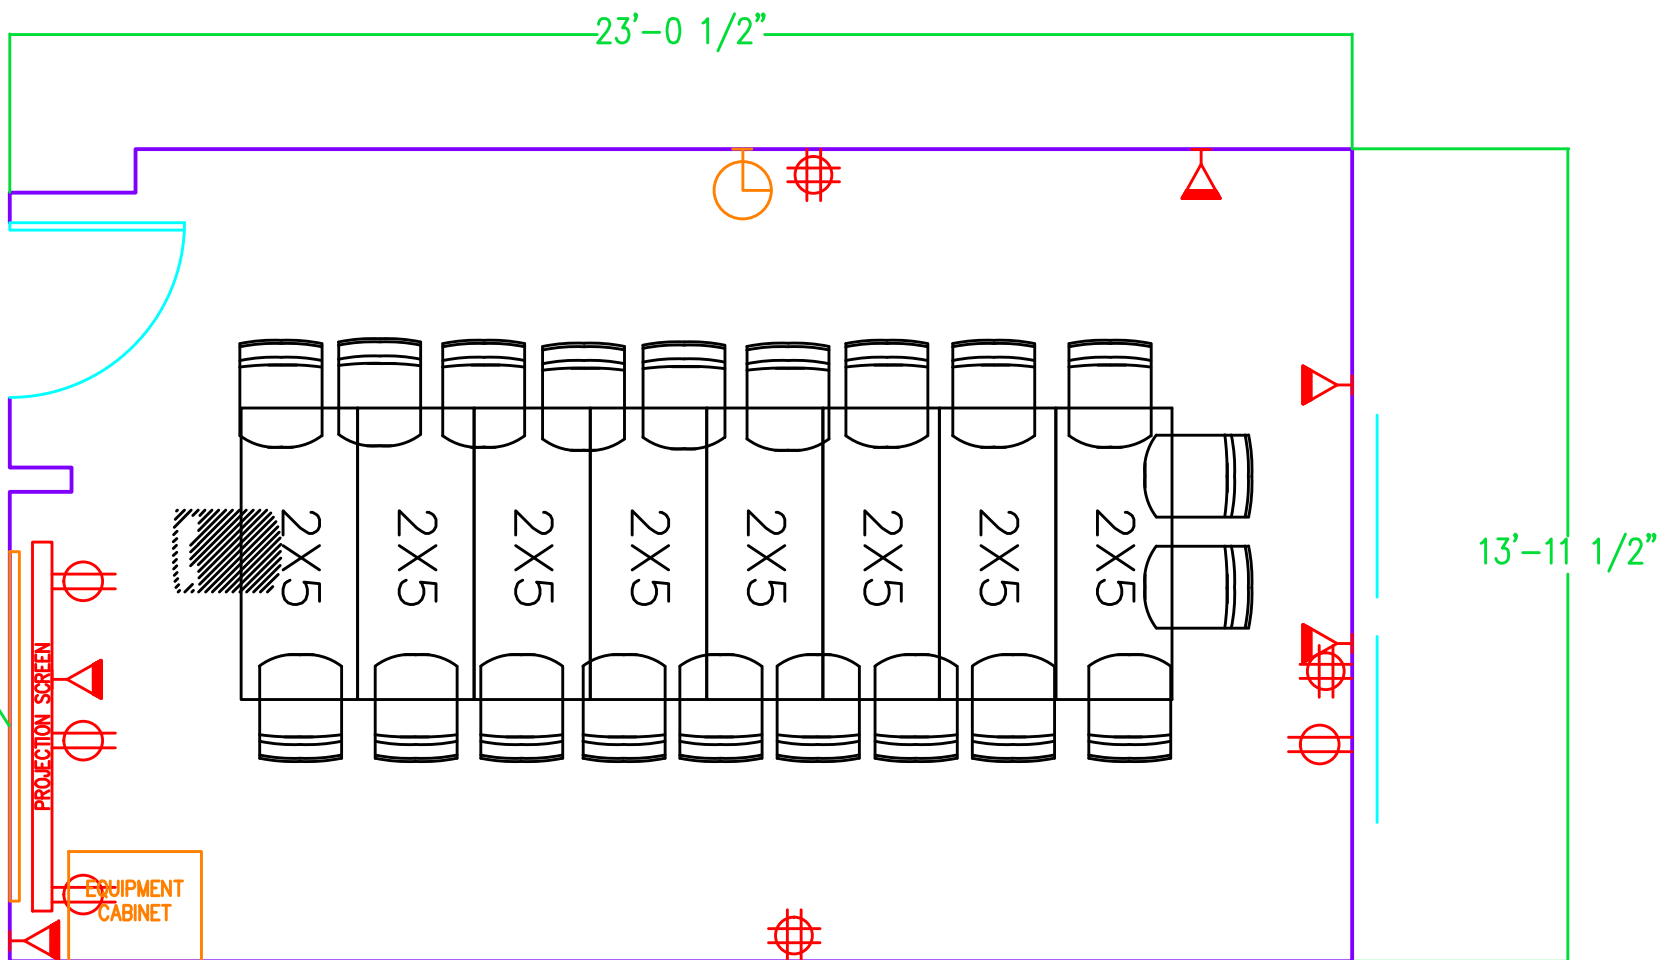 23'-0 1/2"
2X5
2X5
2X5
2X5
2X5
2X5
2X5
2X5
13'-11 1/2"
PROJECTION SCREEN
EQUIPMENT
CABINET